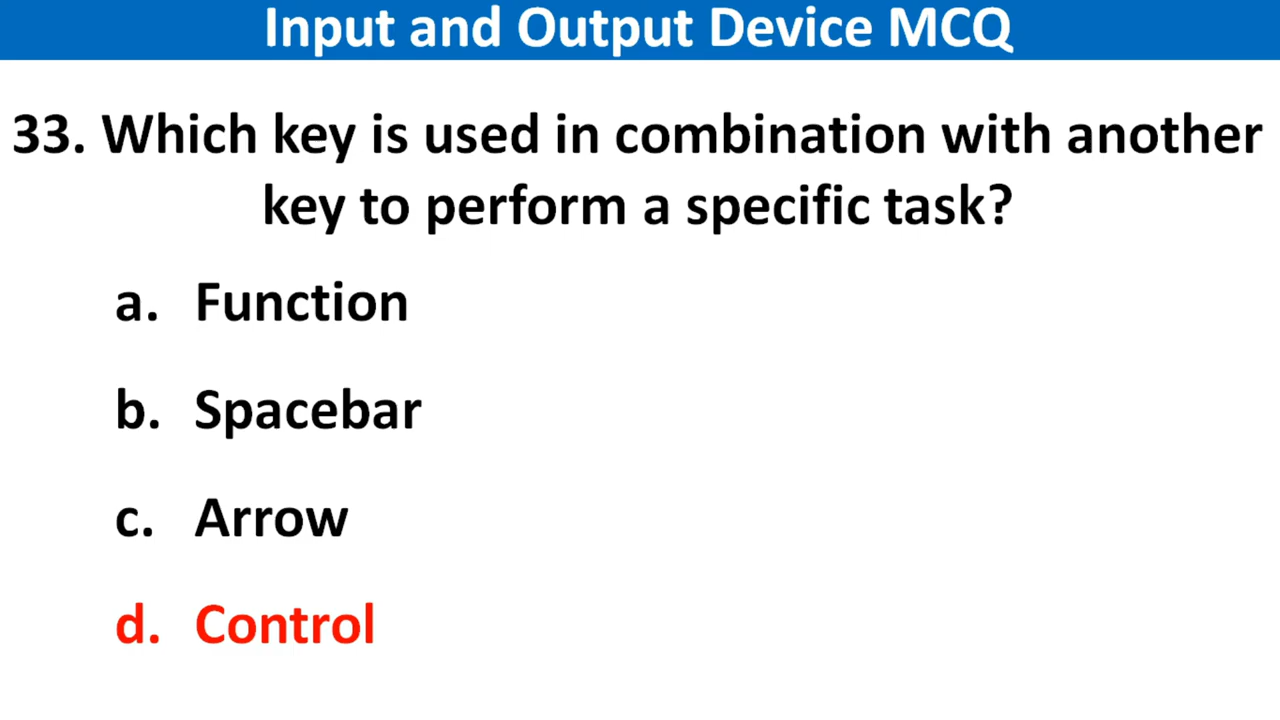 Input and Output Device MCQ
33. Which key is used in combination with another
key to perform a specific task?
a. Function
b. Spacebar
c. Arrow
d. Control